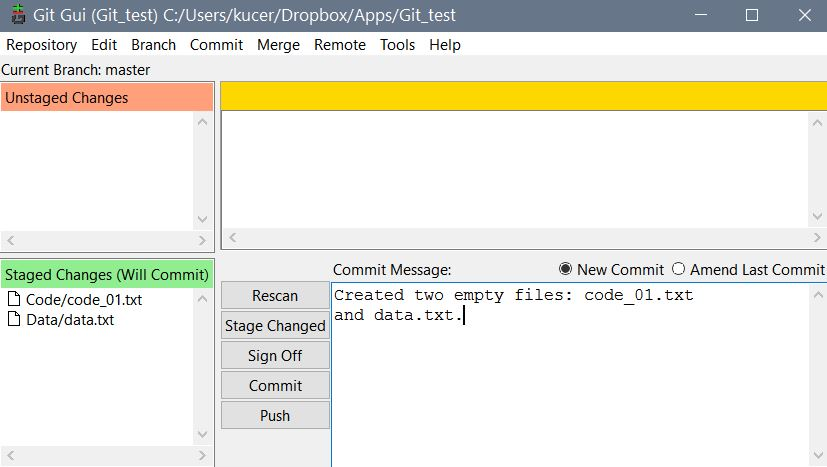 Git Gui (Git_test) C:/Users/kucer/Dropbox/Apps/Git_test
Repository Edit Branch Commit Merge Remote Tools Help
Current Branch: master
Unstaged Changes
Staged Changes (Will Commit)
Code/code_01.txt
Data/data.txt
Rescan
Stage Changed
Sign Off
Commit
Push
Commit Message:
New Commit
Amend Last Commit
Created two empty files: code_01.txt
and data.txt.